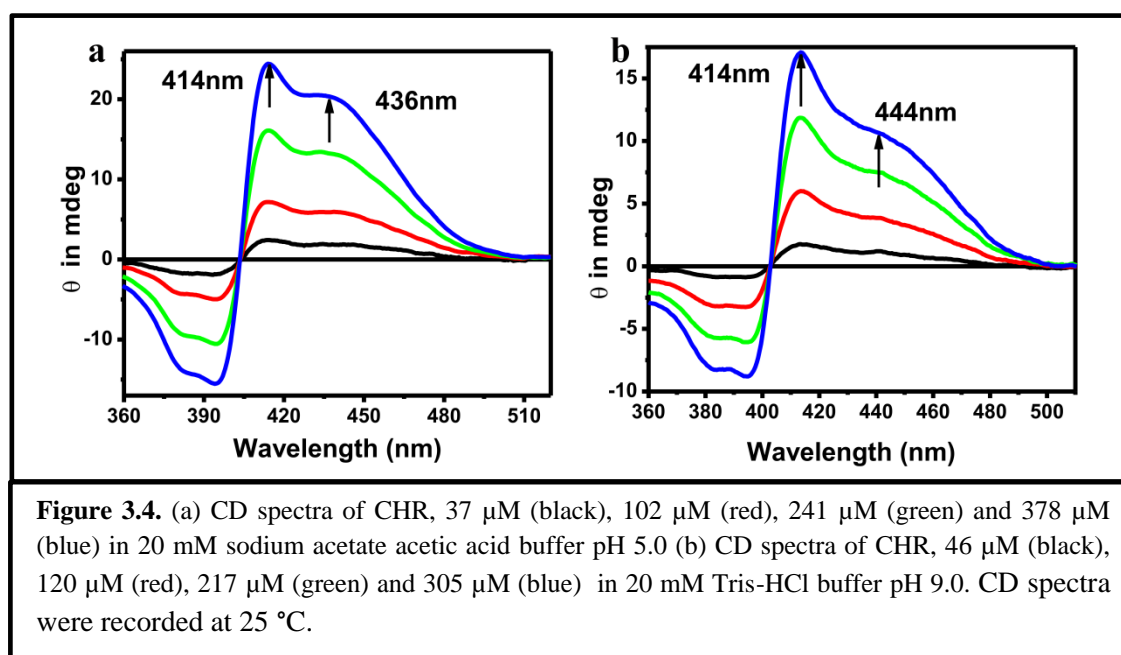 a
414nm
436nm
20
10
0
-10
θ in mdeg
360 390 420 450 480 510
Wavelength (nm)
b
414nm
444nm
15
10
5
0
-5
-10
θ in mdeg
360 380 400 420 440 460 480 500
Wavelength (nm)
Figure 3.4. (a) CD spectra of CHR, 37 μM (black), 102 μM (red), 241 μM (green) and 378 μM
(blue) in 20 mM sodium acetate acetic acid buffer pH 5.0 (b) CD spectra of CHR, 46 μM (black),
120 μM (red), 217 μM (green) and 305 μM (blue) in 20 mM Tris-HCl buffer pH 9.0. CD spectra
were recorded at 25 °C.